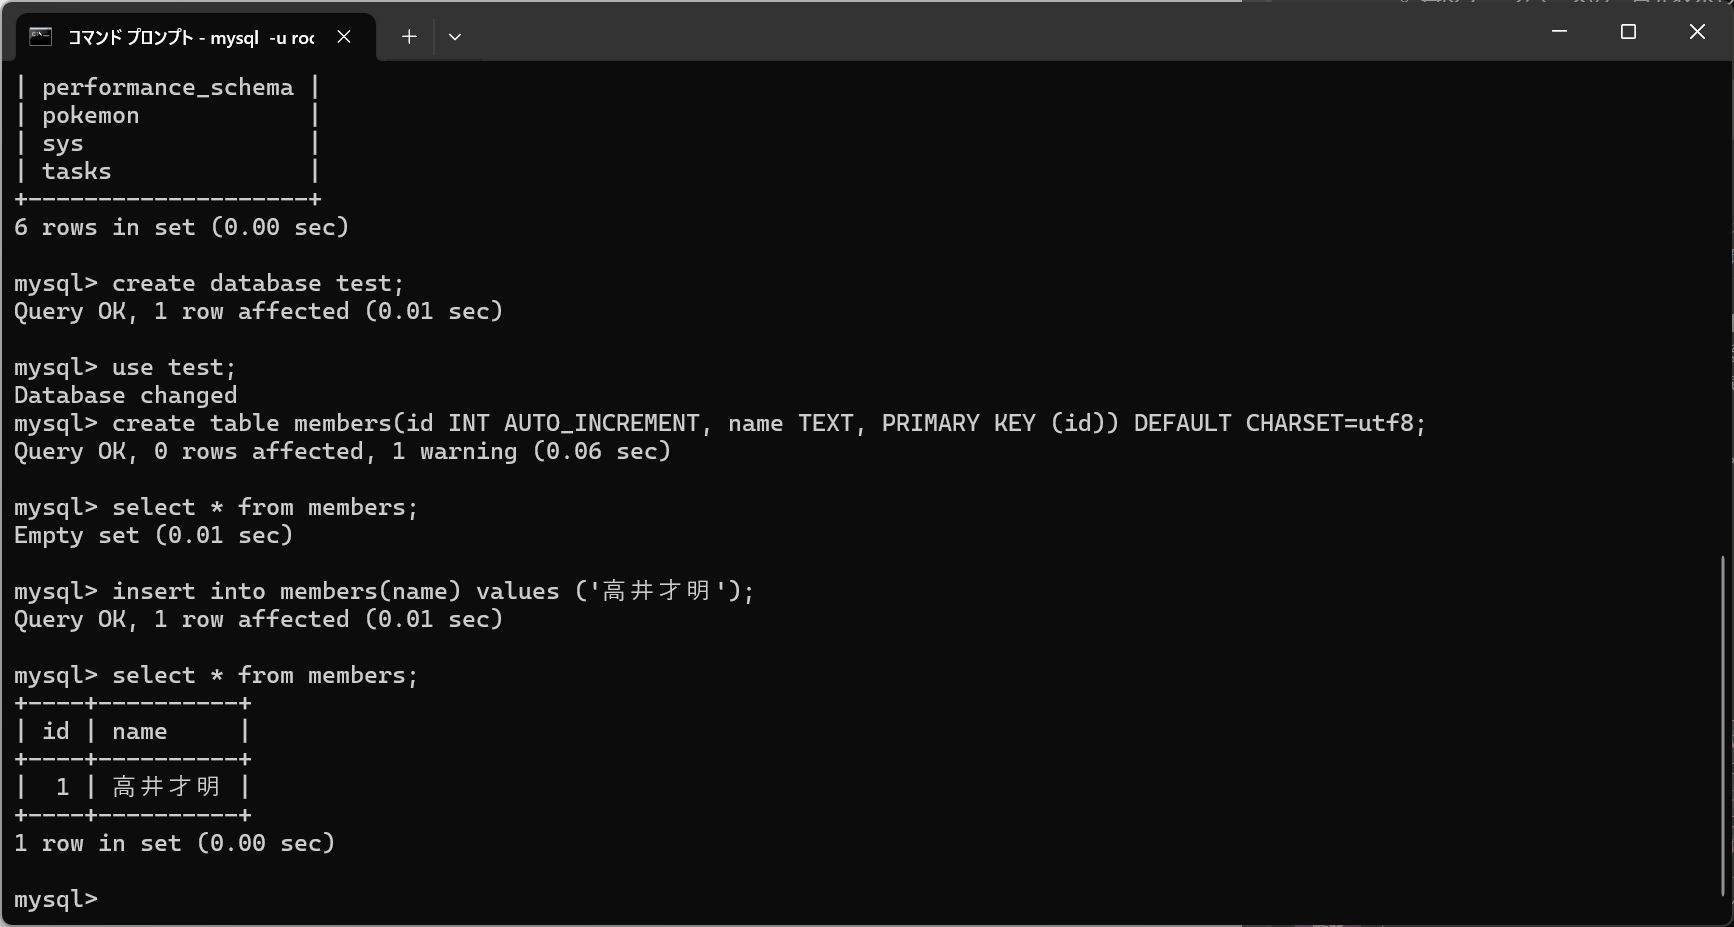 コマンド プロンプト - mysql  -u roo
| performance_schema |
| pokemon            |
| sys                |
| tasks              |
+--------------------+
6 rows in set (0.00 sec)
mysql> create database test;
Query OK, 1 row affected (0.01 sec)
mysql> use test;
Database changed
mysql> create table members(id INT AUTO_INCREMENT, name TEXT, PRIMARY KEY (id)) DEFAULT CHARSET=utf8;
Query OK, 0 rows affected, 1 warning (0.06 sec)
mysql> select * from members;
Empty set (0.01 sec)
mysql> insert into members(name) values ('高井才明');
Query OK, 1 row affected (0.01 sec)
mysql> select * from members;
+----+----------+
| id | name     |
+----+----------+
|  1 | 高井才明 |
+----+----------+
1 row in set (0.00 sec)
mysql>